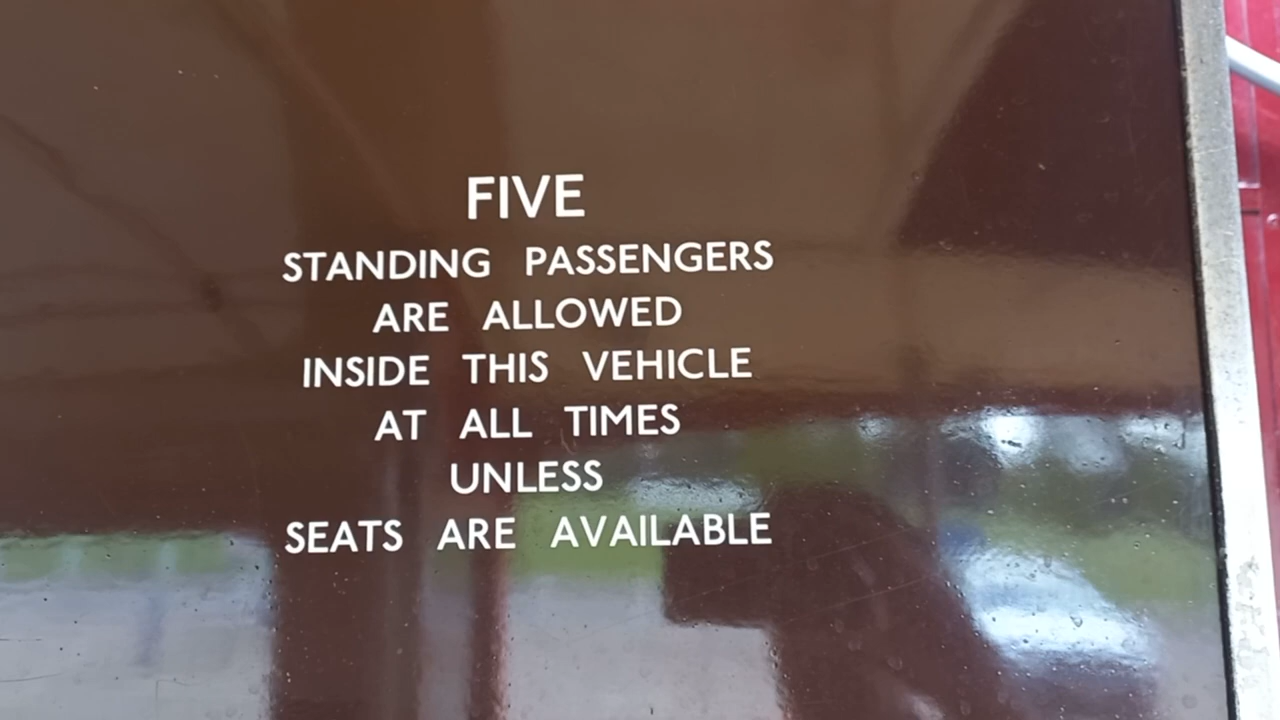 FIVE
STANDING PASSENGERS
ARE ALLOWED
INSIDE THIS VEHICLE
AT ALL TIMES
UNLESS
SEATS ARE AVAILABLE